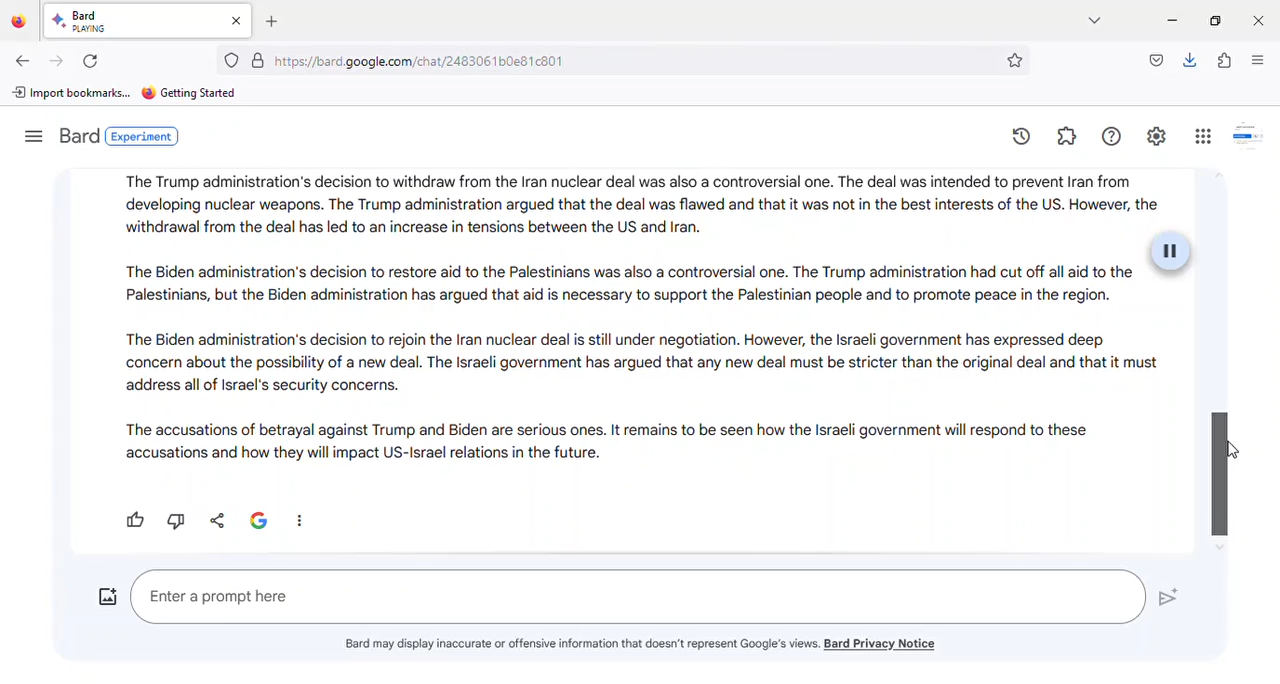 Bard
PLAYING
https://bard.google.com/chat/2483061b0e81c801
Import bookmarks...
Getting Started
Bard Experiment
The Trump administration's decision to withdraw from the Iran nuclear deal was also a controversial one. The deal was intended to prevent Iran from
developing nuclear weapons. The Trump administration argued that the deal was flawed and that it was not in the best interests of the US. However, the
withdrawal from the deal has led to an increase in tensions between the US and Iran.
The Biden administration's decision to restore aid to the Palestinians was also a controversial one. The Trump administration had cut off all aid to the
Palestinians, but the Biden administration has argued that aid is necessary to support the Palestinian people and to promote peace in the region.
The Biden administration's decision to rejoin the Iran nuclear deal is still under negotiation. However, the Israeli government has expressed deep
concern about the possibility of a new deal. The Israeli government has argued that any new deal must be stricter than the original deal and that it must
address all of Israel's security concerns.
The accusations of betrayal against Trump and Biden are serious ones. It remains to be seen how the Israeli government will respond to these
accusations and how they will impact US-Israel relations in the future.
Enter a prompt here
Bard may display inaccurate or offensive information that doesn't represent Google's views. Bard Privacy Notice